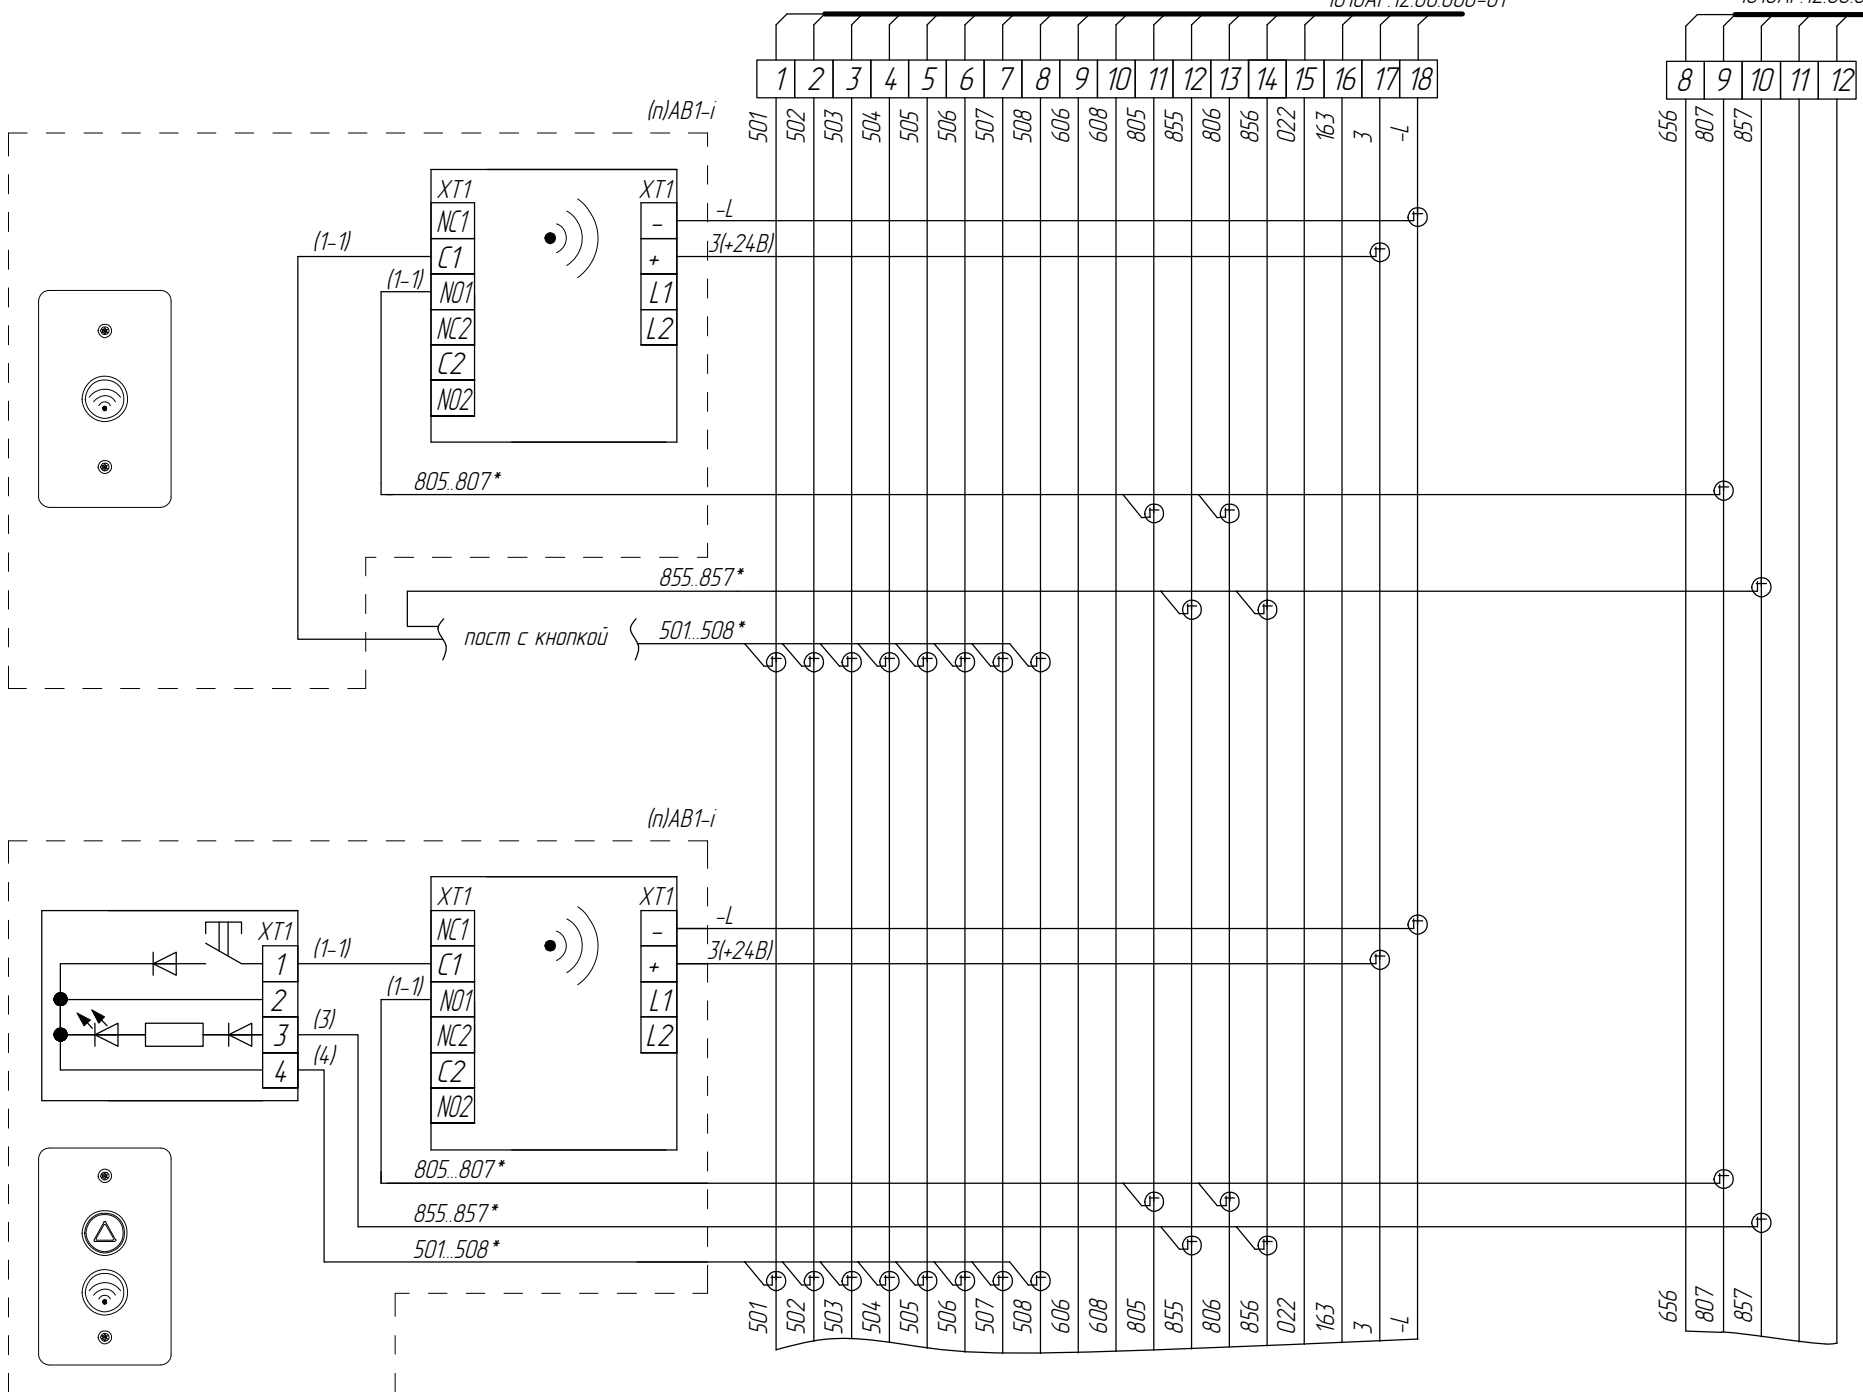 1 2 3 4 5 6 7 8 9 10 11 12 13 14 15 16 17 18
8 9 10 11 12
501 502 503 504 505 506 507 508 606 608 805 855 806 856 022 163 3 -L
656 807 857
(п)АВ1-i
XT1 XT1
NC1 -
C1 +
NO1 L1
NC2 L2
C2
NO2
-L
3(+24В)
(1-1)
(1-1)
805..807*
855..857*
пост с кнопкой
501...508*
(п)АВ1-i
XT1
1
2
3
4
(1-1)
(3)
(4)
XT1 XT1
NC1 -
C1 +
NO1 L1
NC2 L2
C2
NO2
-L
3(+24В)
(1-1)
805...807*
855..857*
501...508*
501 502 503 504 505 506 507 508 606 608 805 855 806 856 022 163 3 -L
656 807 857